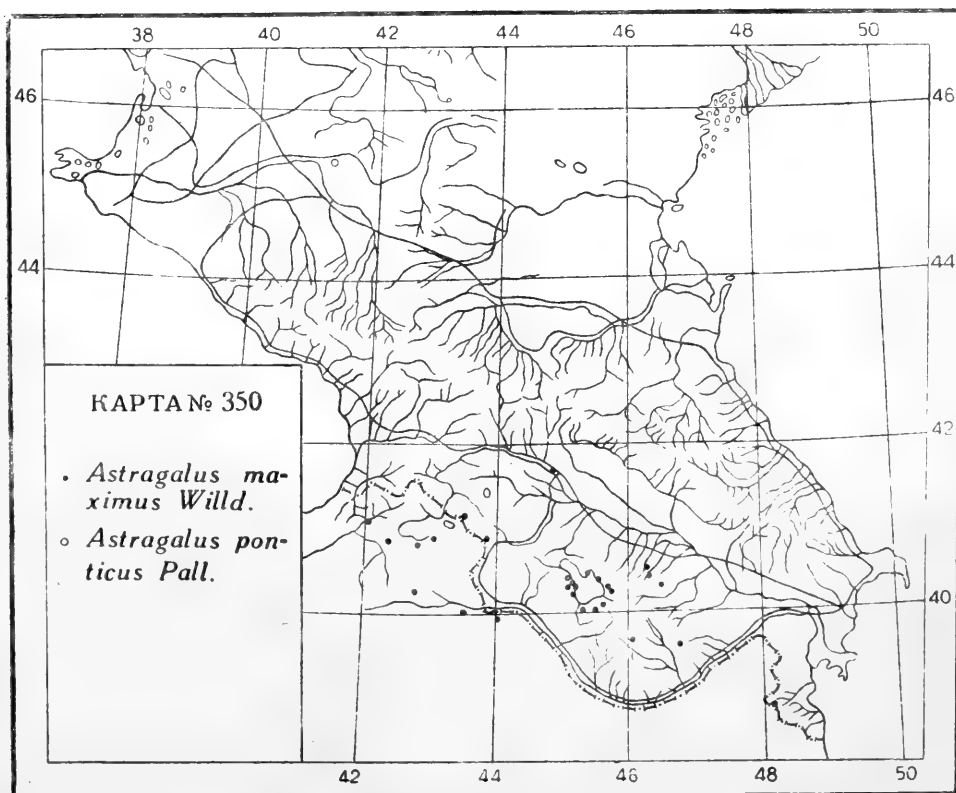 38 40 42 44 46 48 50
46 46
44 44
КАРТА № 350
42
• Astragalus ma-
ximus Willd.
○ Astragalus pon-
ticus Pall.
40
42 44 46 48 50